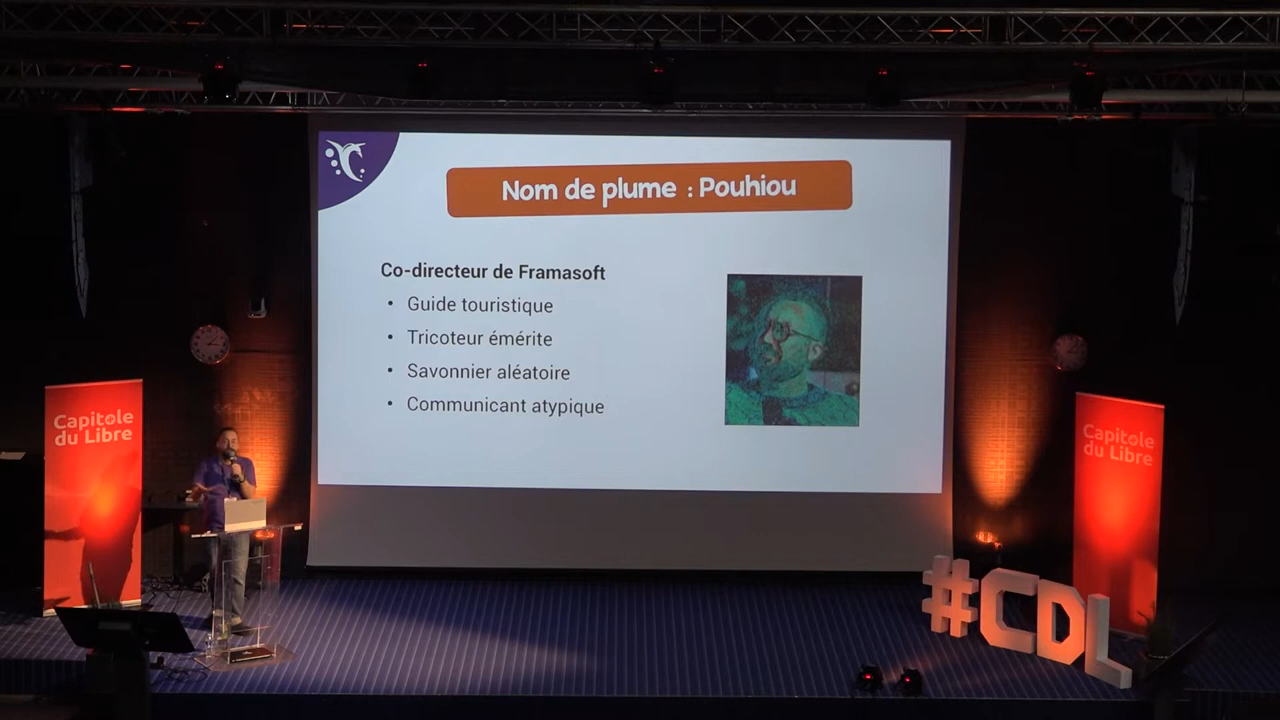 Nom de plume : Pouhiou
Co-directeur de Framasoft
• Guide touristique
• Tricoteur émérite
• Savonnier aléatoire
• Communicant atypique
Capitole
du Libre
Capitole
du Libre
#CDL